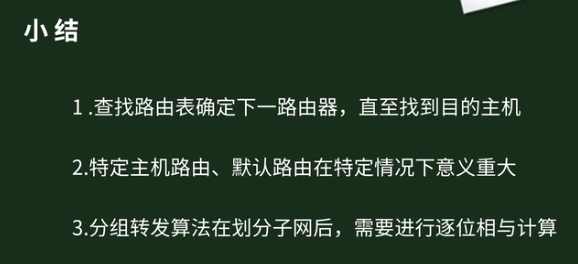 小结
1 .查找路由表确定下一路由器，直至找到目的主机
2.特定主机路由、默认路由在特定情况下意义重大
3.分组转发算法在划分子网后，需要进行逐位相与计算